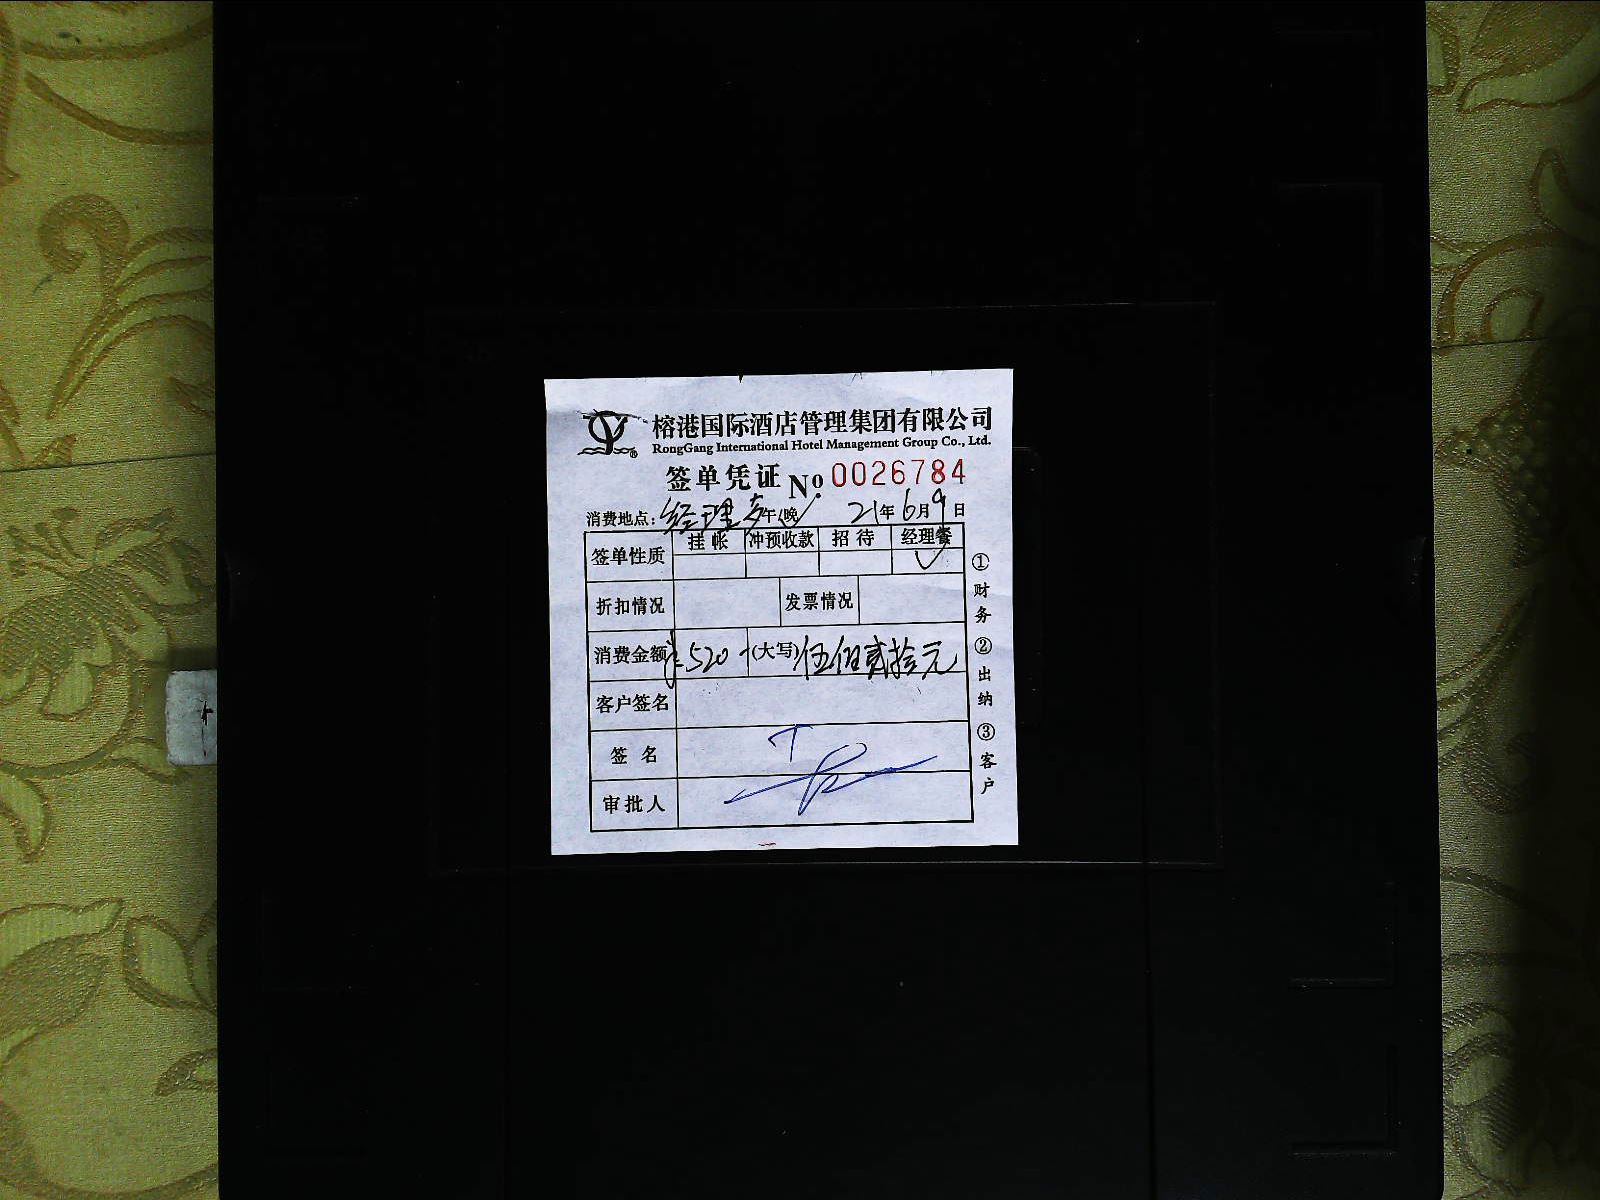 榕港国际酒店管理集团有限公司
RongGang International Hotel Management Group Co., Ltd.
签单凭证 Nº 0026784
消费地点: 经理 午/晚 21年6月9日
签单性质 挂帐 冲预收款 招待 经理餐
折扣情况 发票情况
消费金额 ¥:520 (大写) 伍佰贰拾元
客户签名
签名
审批人
①财务 ②出纳 ③客户